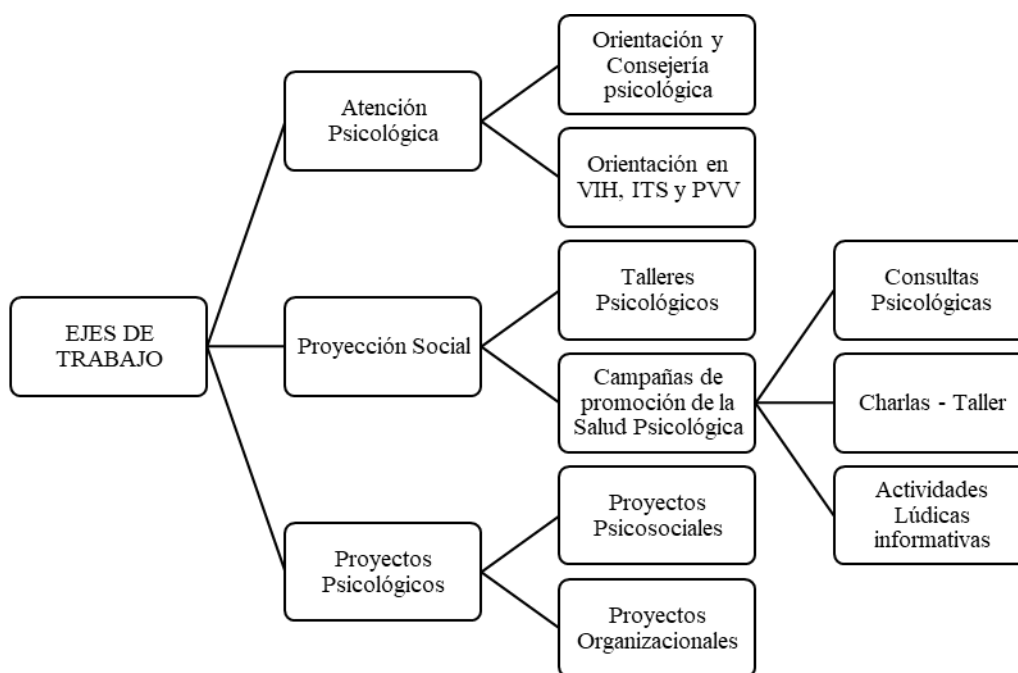 EJES DE
TRABAJO
Atención
Psicológica
Orientación y
Consejería
psicológica
Orientación en
VIH, ITS y PVV
Proyección Social
Talleres
Psicológicos
Campañas de
promoción de la
Salud Psicológica
Consultas
Psicológicas
Charlas - Taller
Actividades
Lúdicas
informativas
Proyectos
Psicológicos
Proyectos
Psicosociales
Proyectos
Organizacionales